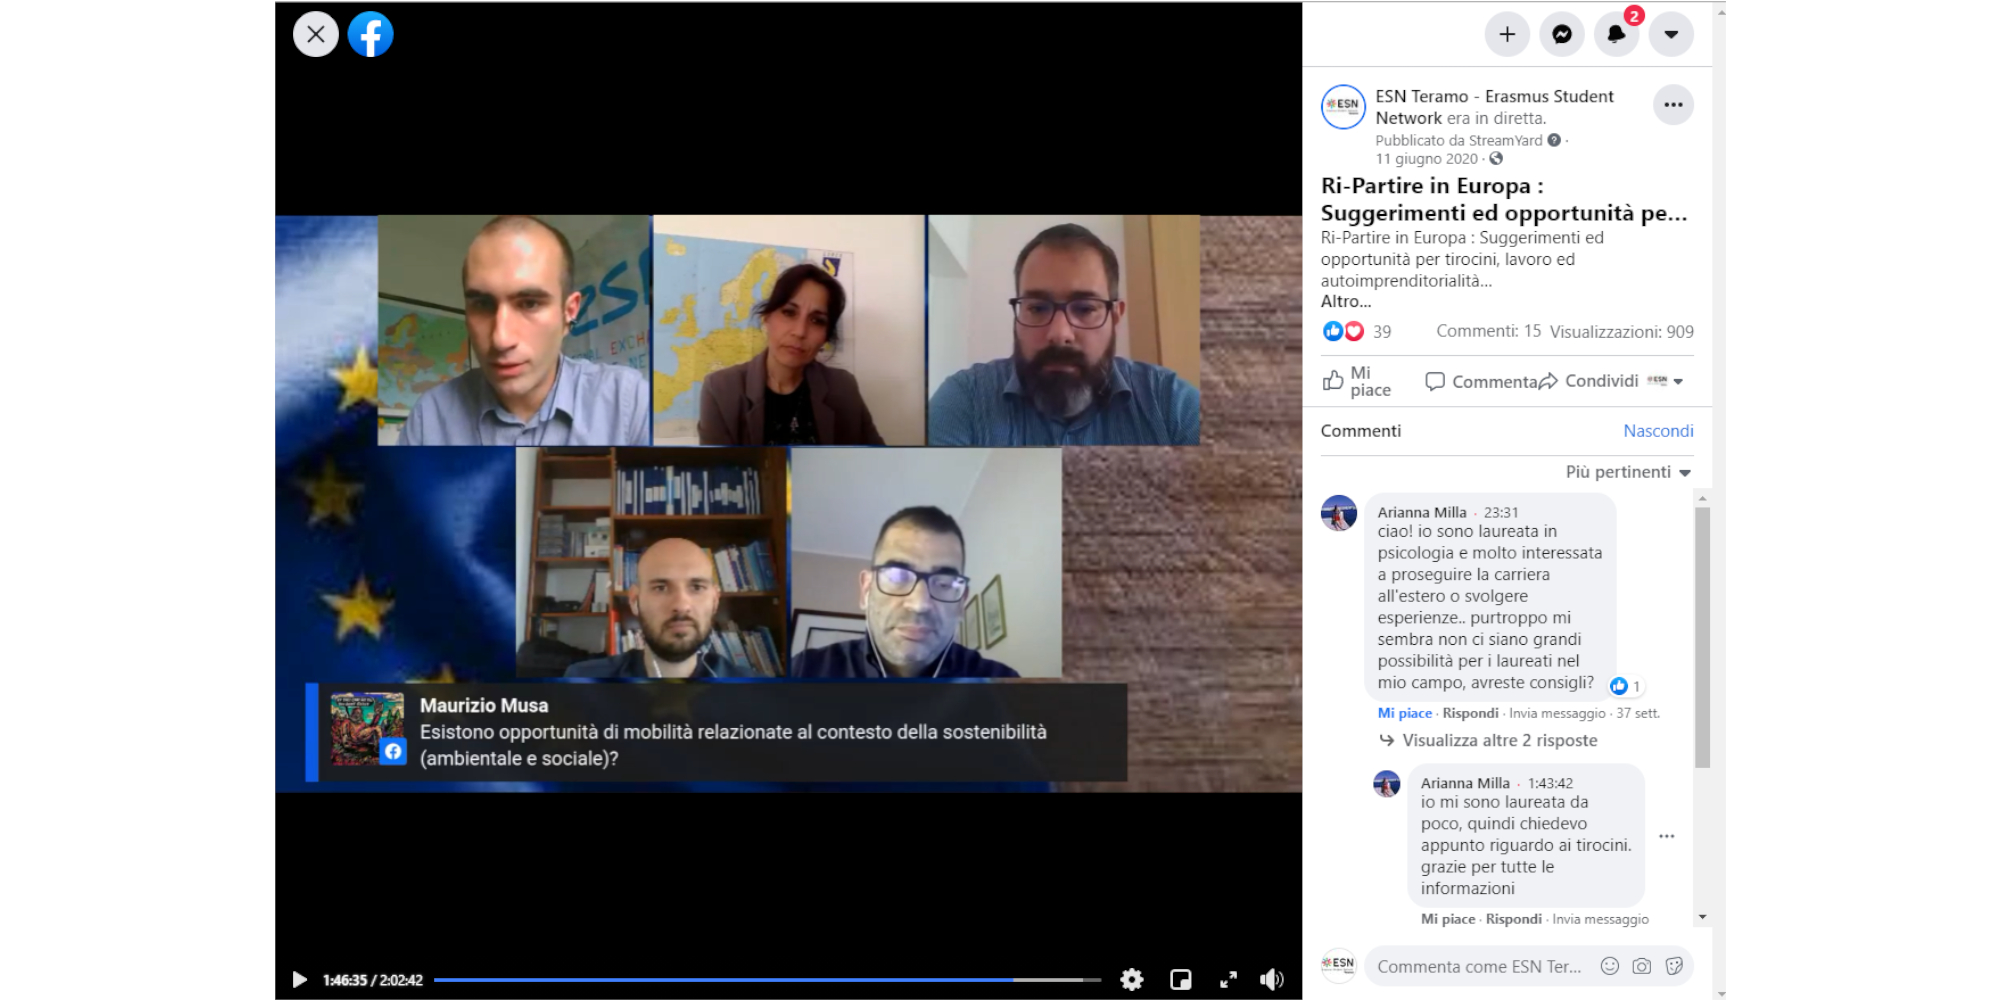 2
ESN
ESN Teramo - Erasmus Student
Network era in diretta.
Pubblicato da StreamYard ·
11 giugno 2020 ·
Ri-Partire in Europa :
Suggerimenti ed opportunità pe...
Ri-Partire in Europa : Suggerimenti ed
opportunità per tirocini, lavoro ed
autoimprenditorialità...
Altro...
39
Commenti: 15 Visualizzazioni: 909
Mi
piace
Commenta
Condividi
Commenti
Nascondi
Più pertinenti
Arianna Milla · 23:31
ciao! io sono laureata in
psicologia e molto interessata
a proseguire la carriera
all'estero o svolgere
esperienze.. purtroppo mi
sembra non ci siano grandi
possibilità per i laureati nel
mio campo, avreste consigli?
1
Mi piace · Rispondi · Invia messaggio · 37 sett.
Visualizza altre 2 risposte
Arianna Milla · 1:43:42
io mi sono laureata da
poco, quindi chiedevo
appunto riguardo ai tirocini.
grazie per tutte le
informazioni
Mi piace · Rispondi · Invia messaggio
ESN
Commenta come ESN Ter...
Maurizio Musa
Esistono opportunità di mobilità relazionate al contesto della sostenibilità
(ambientale e sociale)?
1:46:35 / 2:02:42